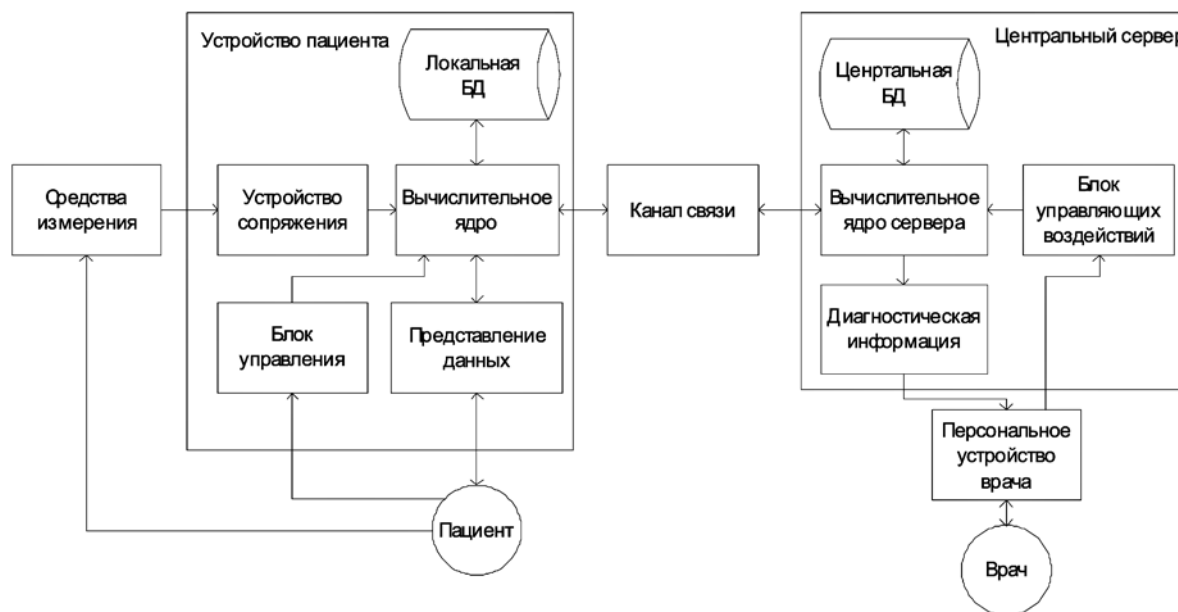 Устройство пациента
Локальная
БД
Средства
измерения
Устройство
сопряжения
Вычислительное
ядро
Блок
управления
Представление
данных
Пациент
Канал связи
Центральный сервер
Ценртальная
БД
Вычислительное
ядро сервера
Блок
управляющих
воздействий
Диагностическая
информация
Персональное
устройство
врача
Врач